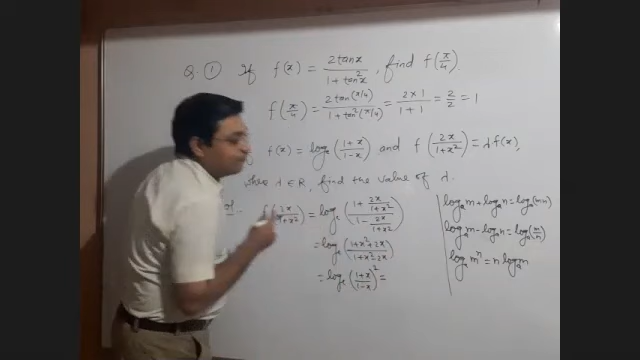 Q.① If f(x) = 2tanx / 1+tan²x, find f(π/4).
f(π/4) = 2tan(π/4) / 1+tan²(π/4) = 2×1 / 1+1 = 2/2 = 1
f(x) = logₑ(1+x / 1-x) and f(2x / 1+x²) = λf(x),
where λ ∈ R, find the value of λ.
f(2x / 1+x²) = logₑ(1 + 2x/1+x² / 1 - 2x/1+x²)
= logₑ(1+x²+2x / 1+x²-2x)
= logₑ(1+x / 1-x)² =
logₐm + logₐn = logₐ(mn)
logₐm - logₐn = logₐ(m/n)
logₐmⁿ = n logₐm